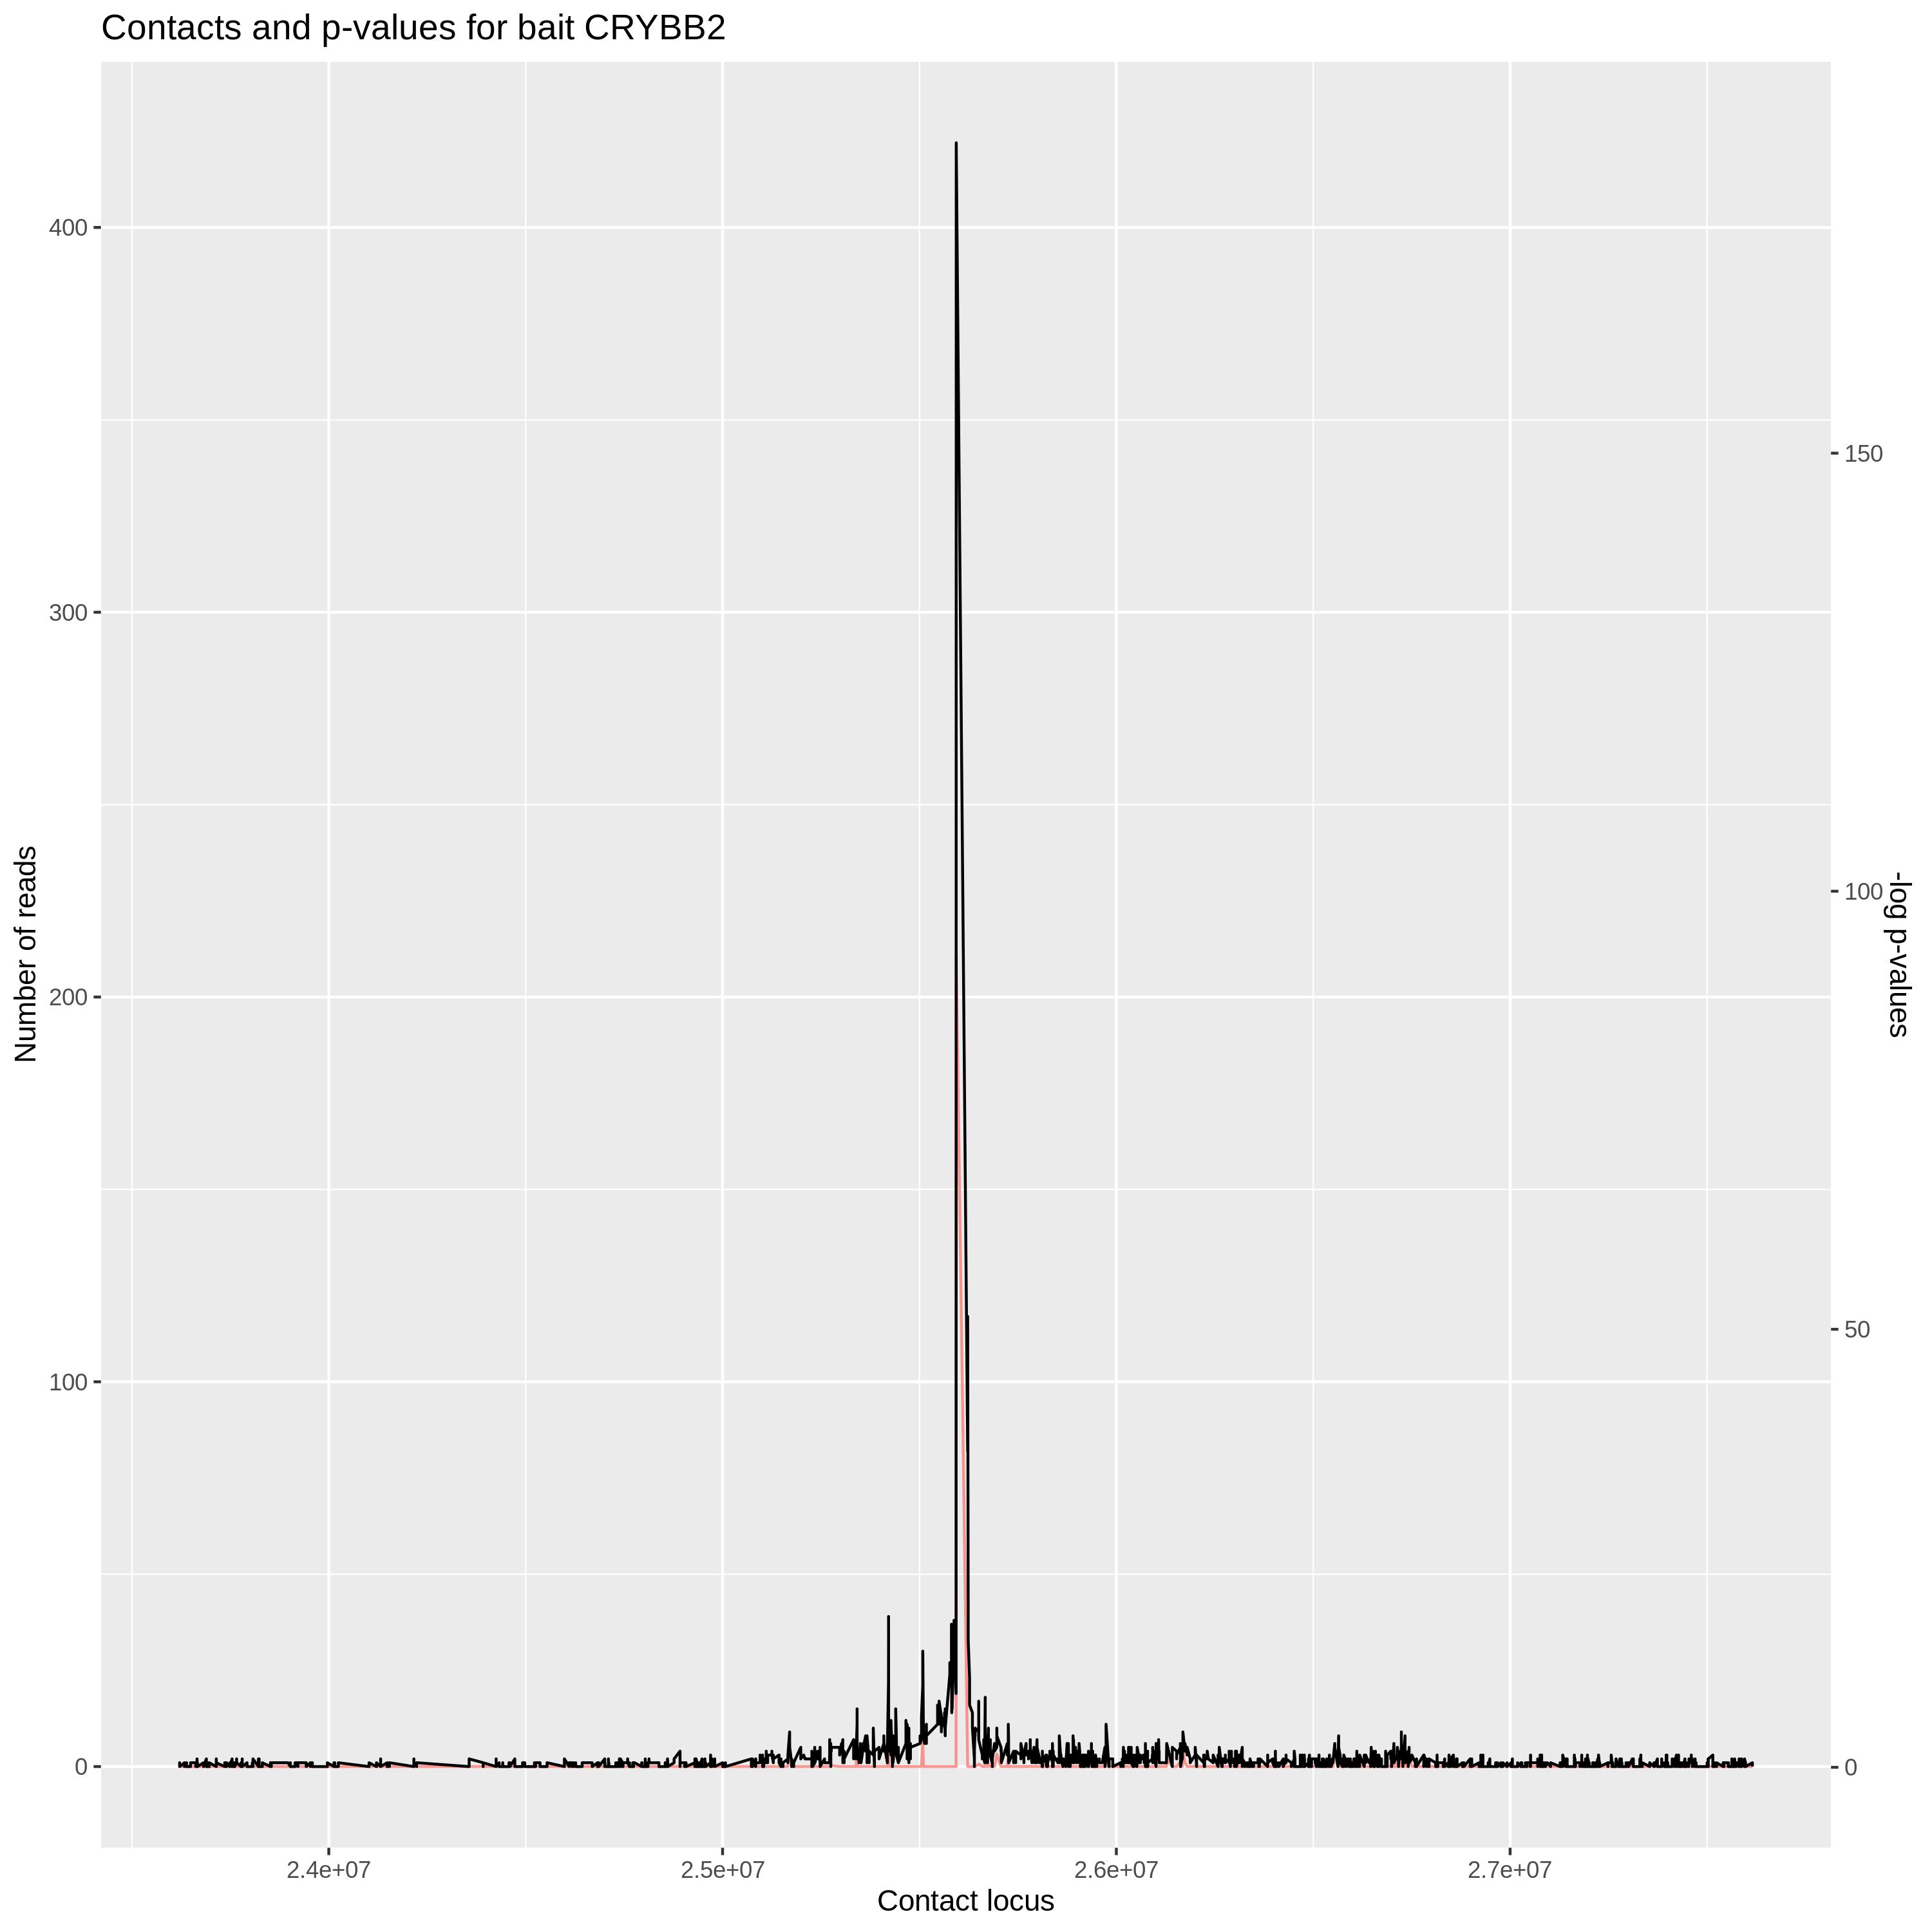 Contacts and p-values for bait CRYBB2
400
300
200
100
0
150
100
50
0
2.4e+07
2.5e+07
2.6e+07
2.7e+07
Contact locus
Number of reads
-log p-values